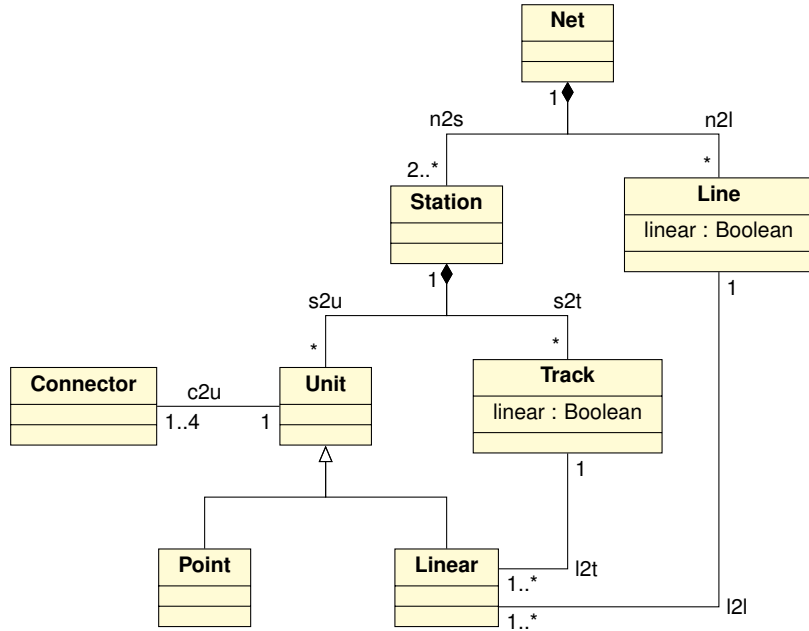 Net
1
n2s
n2l
2..*
*
Station
Line
linear : Boolean
1
1
s2u
s2t
*
*
Connector
c2u
Unit
Track
linear : Boolean
1..4
1
1
Point
Linear
1..*
l2t
1..*
l2l